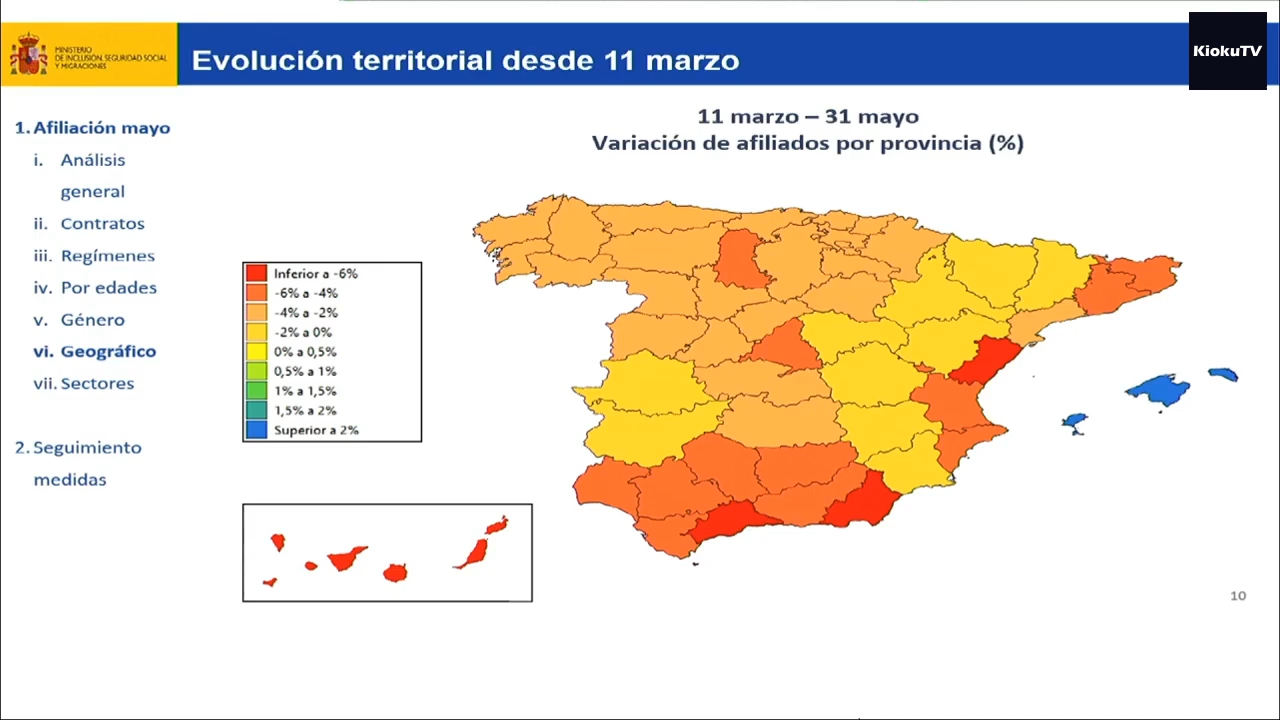 MINISTERIO
DE INCLUSIÓN, SEGURIDAD SOCIAL
Y MIGRACIONES
Evolución territorial desde 11 marzo
KiokuTV
1. Afiliación mayo
i. Análisis
general
ii. Contratos
iii. Regímenes
iv. Por edades
v. Género
vi. Geográfico
vii. Sectores
2. Seguimiento
medidas
11 marzo – 31 mayo
Variación de afiliados por provincia (%)
Inferior a -6%
-6% a -4%
-4% a -2%
-2% a 0%
0% a 0,5%
0,5% a 1%
1% a 1,5%
1,5% a 2%
Superior a 2%
10